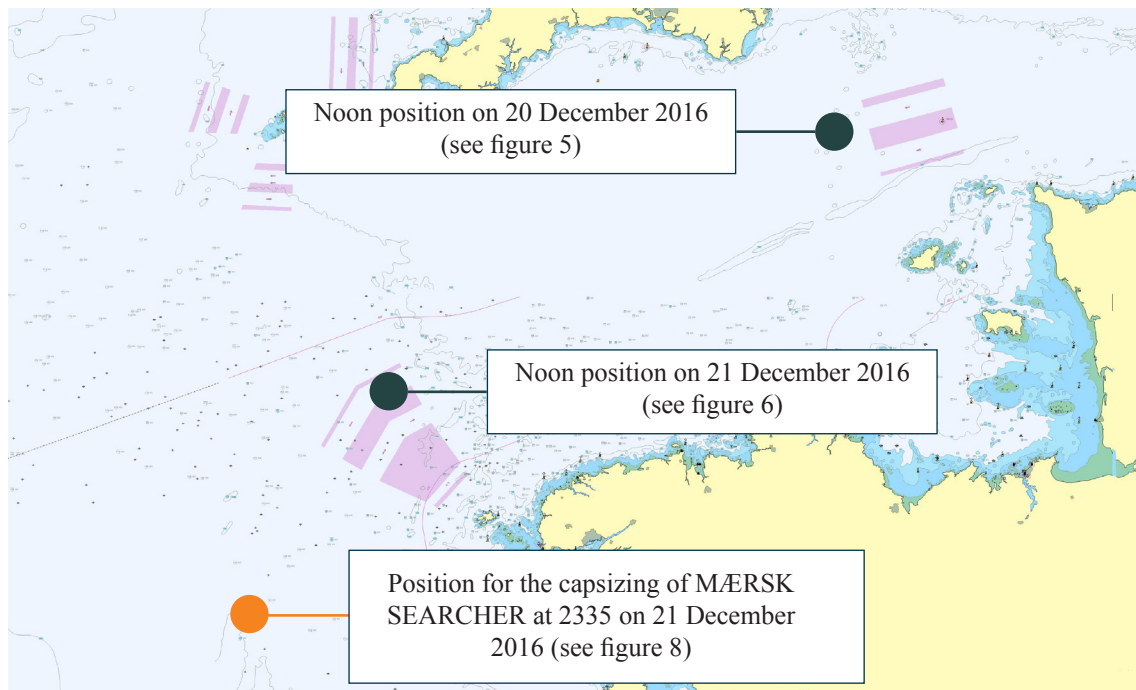 Noon position on 20 December 2016
(see figure 5)
Noon position on 21 December 2016
(see figure 6)
Position for the capsizing of MÆRSK
SEARCHER at 2335 on 21 December
2016 (see figure 8)